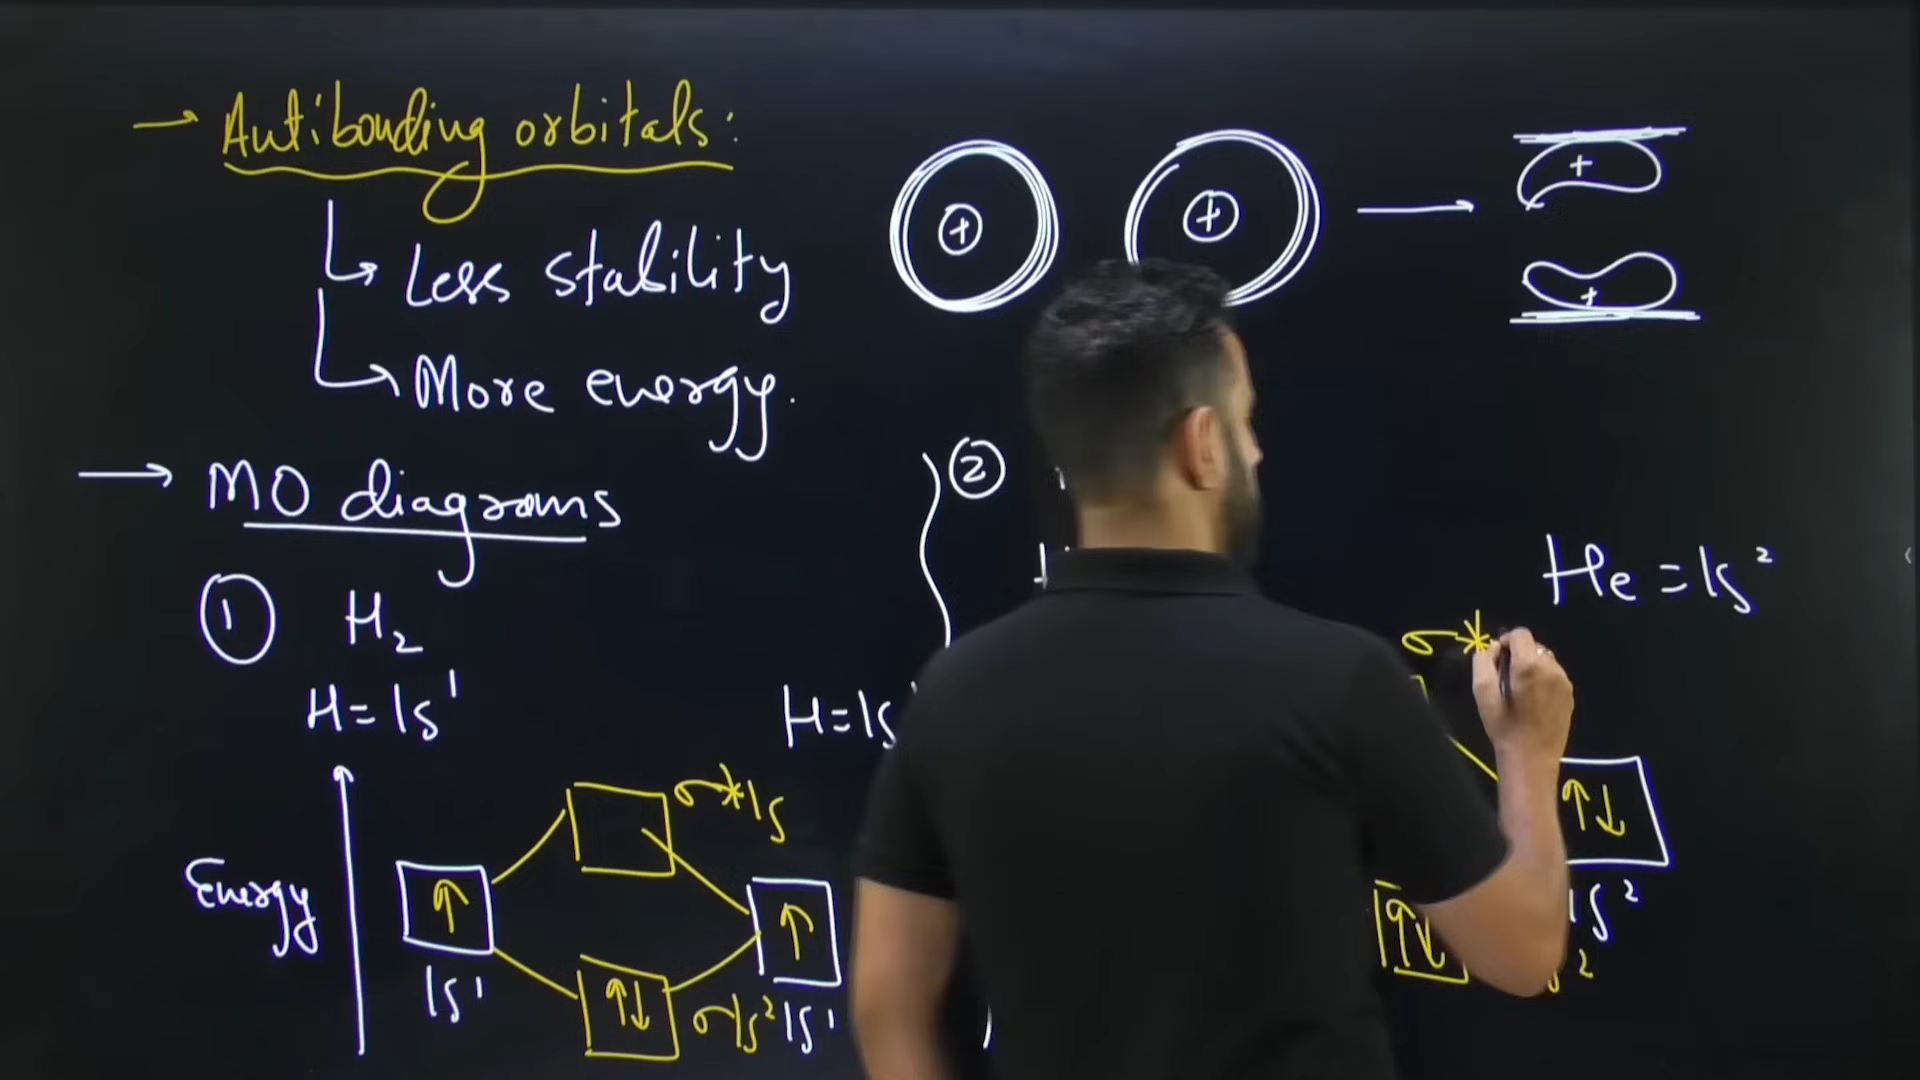 → Antibonding orbitals:
Less stability
More energy.
→ MO diagrams
① H₂
H = 1s¹
H = 1s
Energy
↑
1s¹
σ*1s
↑↓
σ1s²
↑
1s¹
②
He = 1s²
σ*
↑↓
1s²
↑↓
+
+
+
+